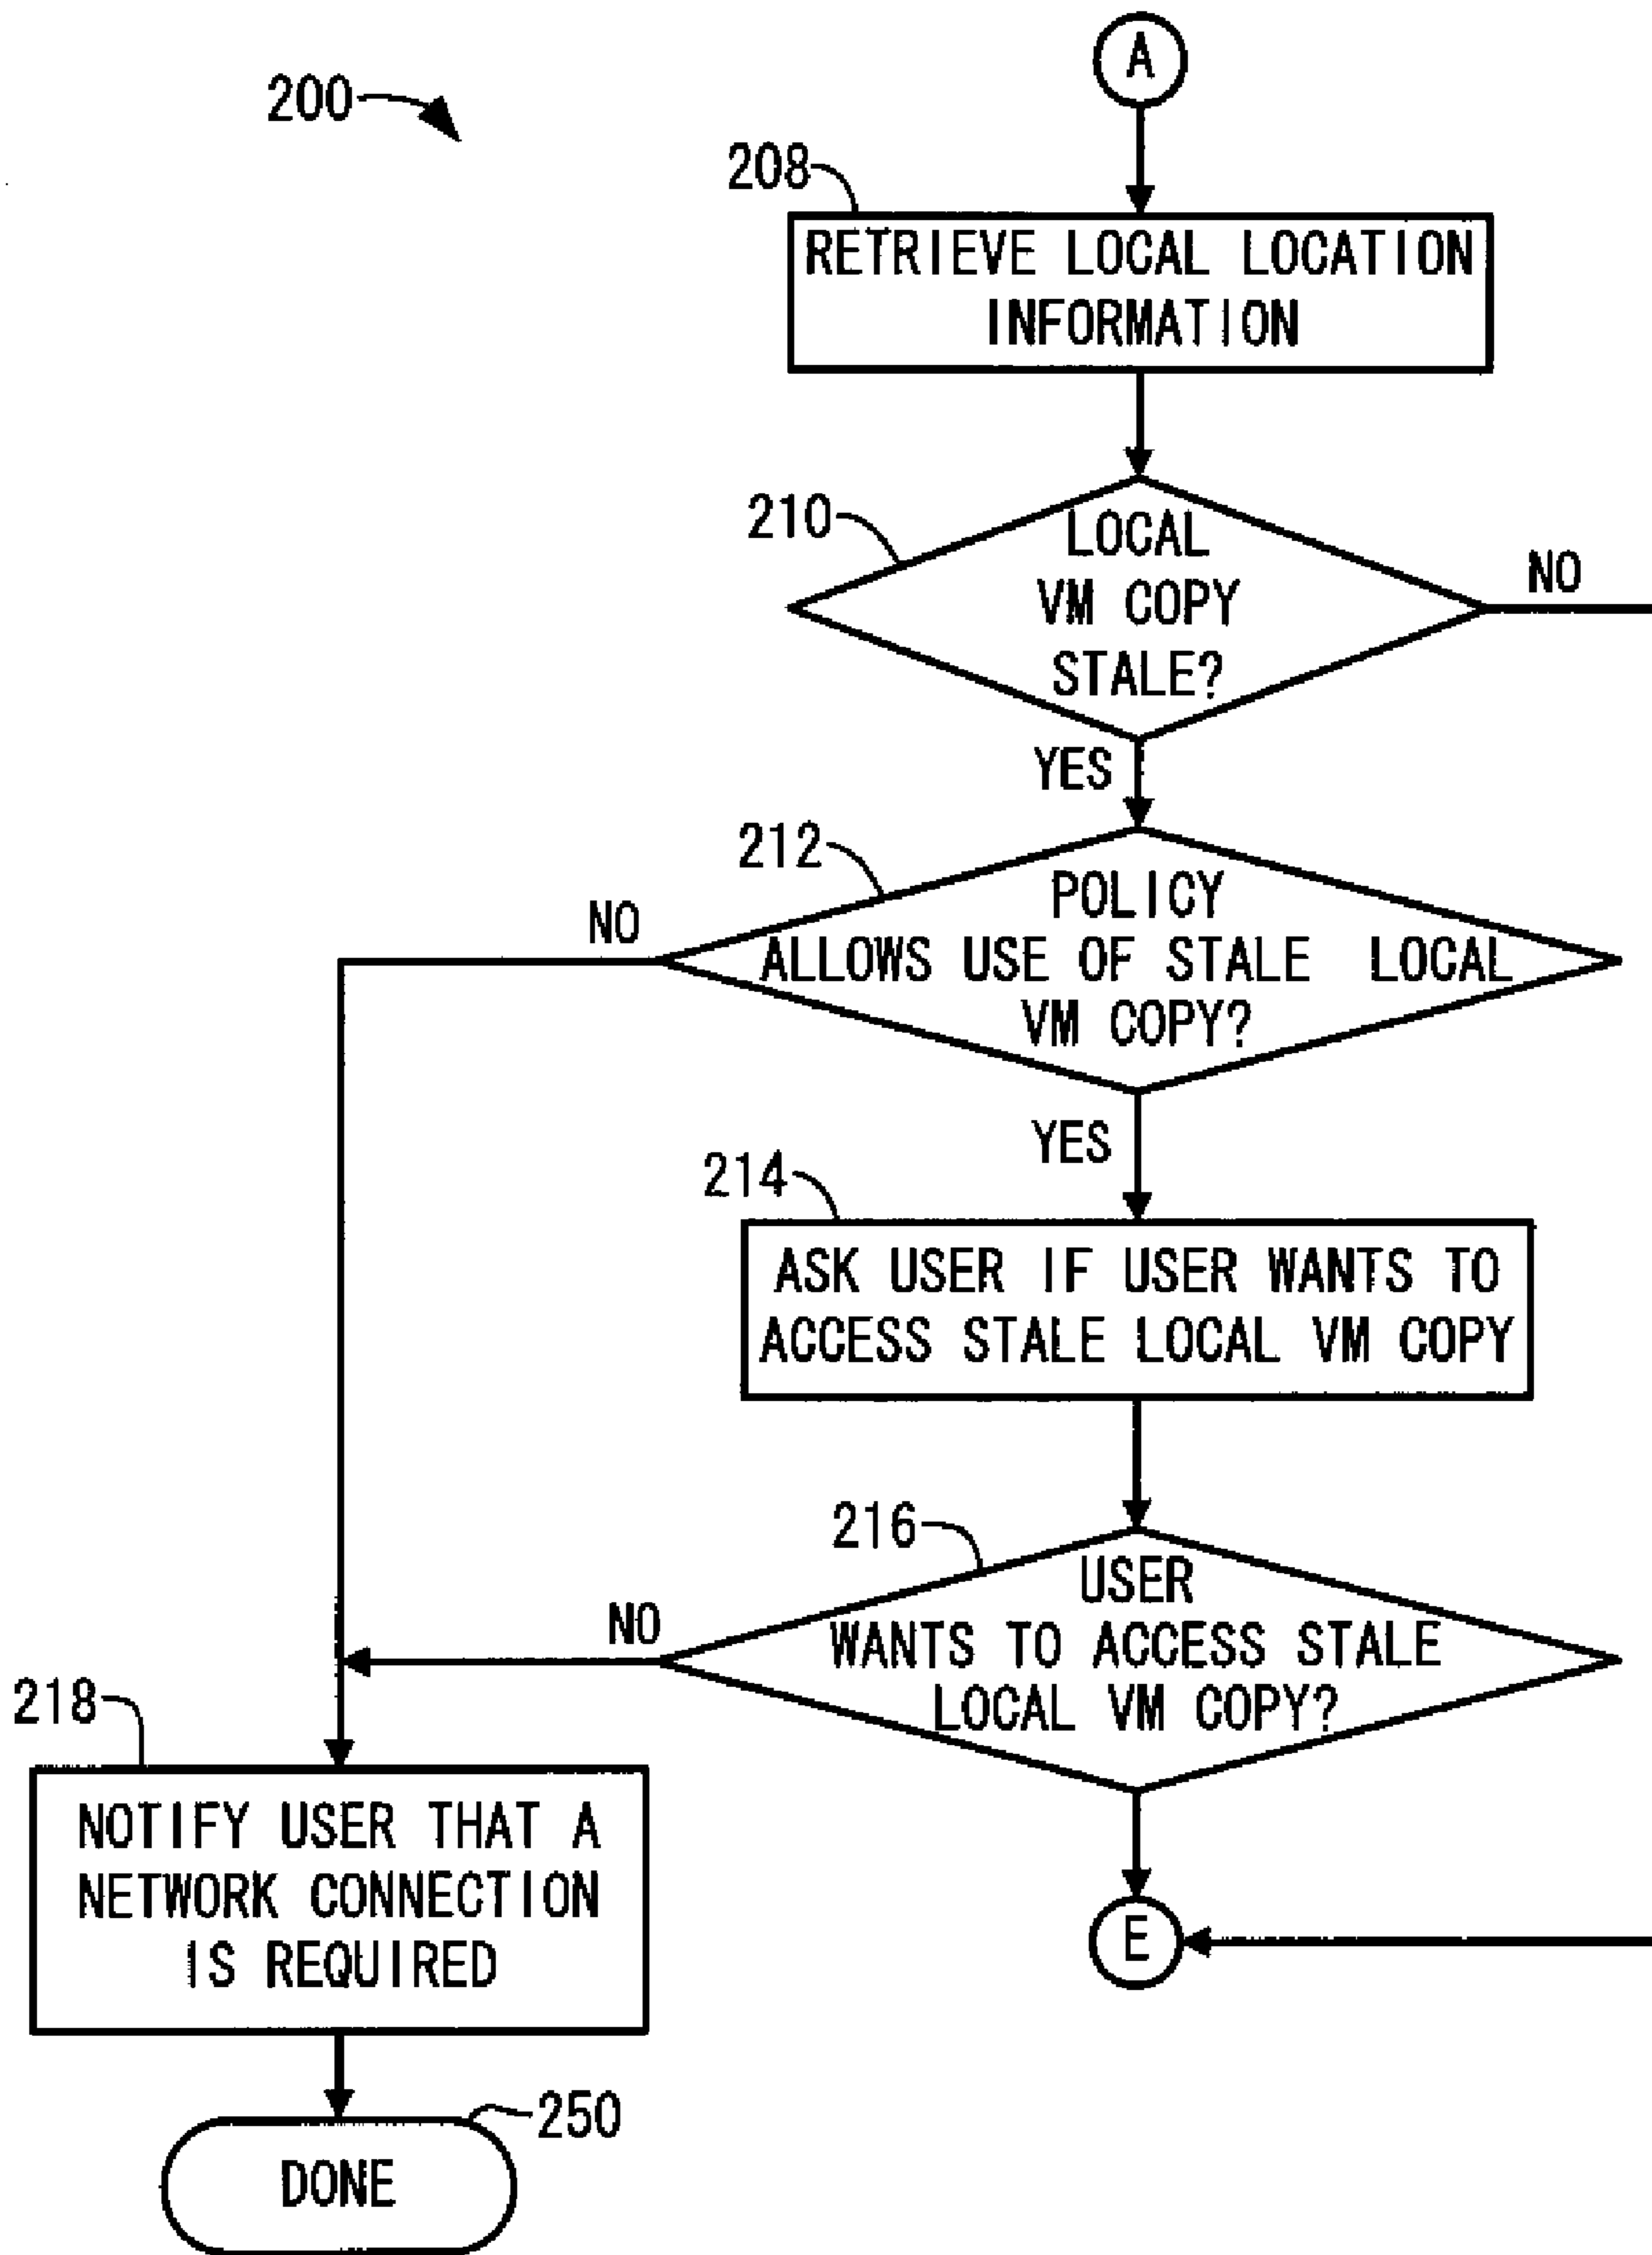 A
200
208
RETRIEVE LOCAL LOCATION
INFORMATION
210
LOCAL
VM COPY
STALE?
NO
YES
212
POLICY
ALLOWS USE OF STALE LOCAL
VM COPY?
NO
YES
214
ASK USER IF USER WANTS TO
ACCESS STALE LOCAL VM COPY
216
USER
WANTS TO ACCESS STALE
LOCAL VM COPY?
NO
218
NOTIFY USER THAT A
NETWORK CONNECTION
IS REQUIRED
E
250
DONE